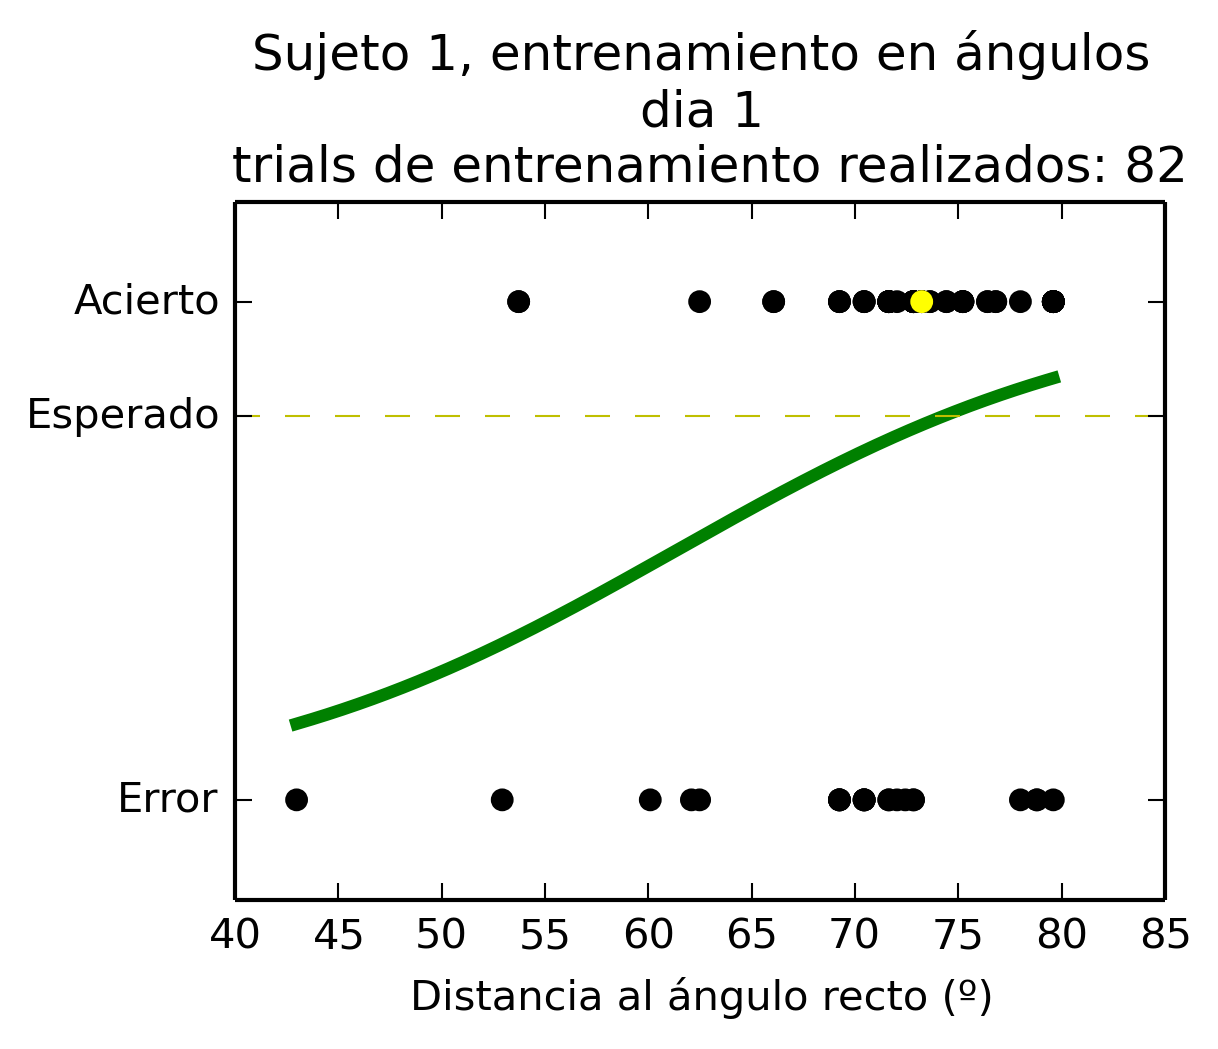 Sujeto 1, entrenamiento en ángulos
dia 1
trials de entrenamiento realizados: 82
Acierto
Esperado
Error
40 45 50 55 60 65 70 75 80 85
Distancia al ángulo recto (º)